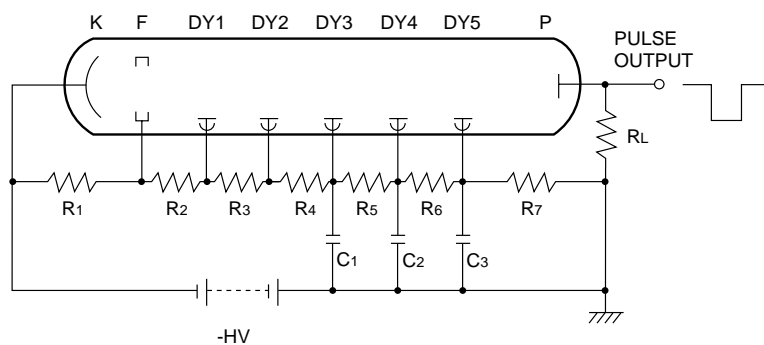 K F DY1 DY2 DY3 DY4 DY5 P
PULSE
OUTPUT
RL
R1 R2 R3 R4 R5 R6 R7
C1 C2 C3
-HV